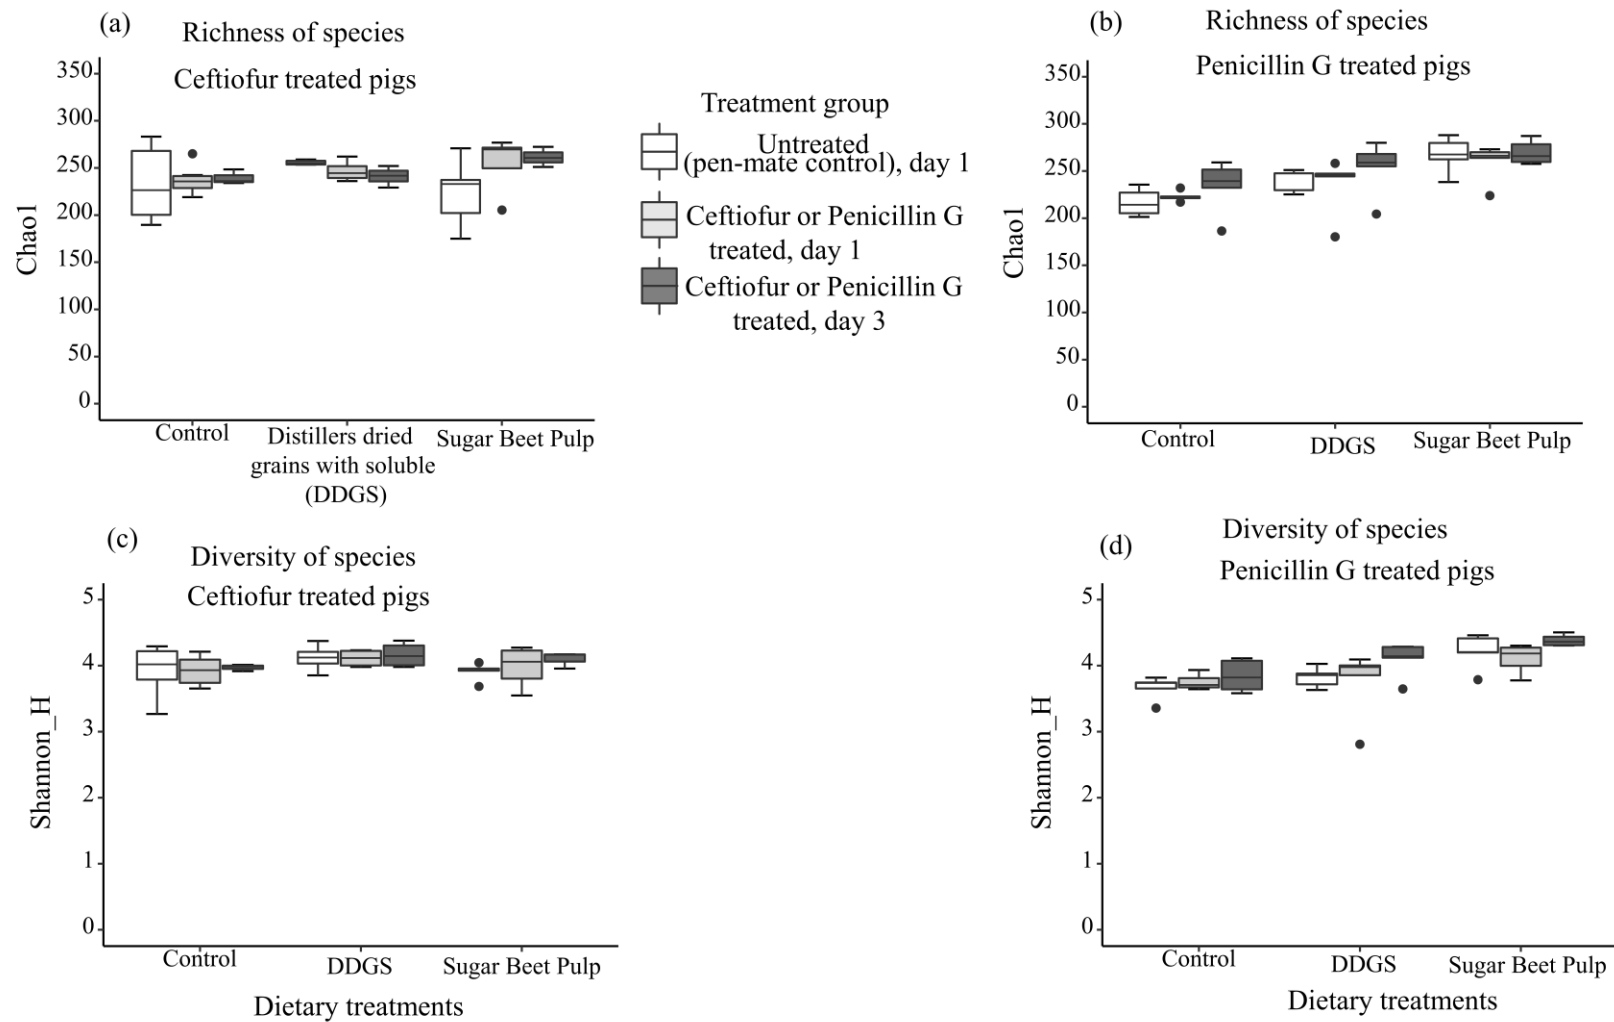 (a)
Richness of species
Ceftiofur treated pigs
350
300
250
200
150
100
50
0
Chao1
Control
Distillers dried
grains with soluble
(DDGS)
Sugar Beet Pulp
Treatment group
Untreated
(pen-mate control), day 1
Ceftiofur or Penicillin G
treated, day 1
Ceftiofur or Penicillin G
treated, day 3
(b)
Richness of species
Penicillin G treated pigs
350
300
250
200
150
100
50
0
Chao1
Control
DDGS
Sugar Beet Pulp
(c)
Diversity of species
Ceftiofur treated pigs
5
4
3
2
1
0
Shannon_H
Control
DDGS
Sugar Beet Pulp
Dietary treatments
(d)
Diversity of species
Penicillin G treated pigs
5
4
3
2
1
0
Shannon_H
Control
DDGS
Sugar Beet Pulp
Dietary treatments